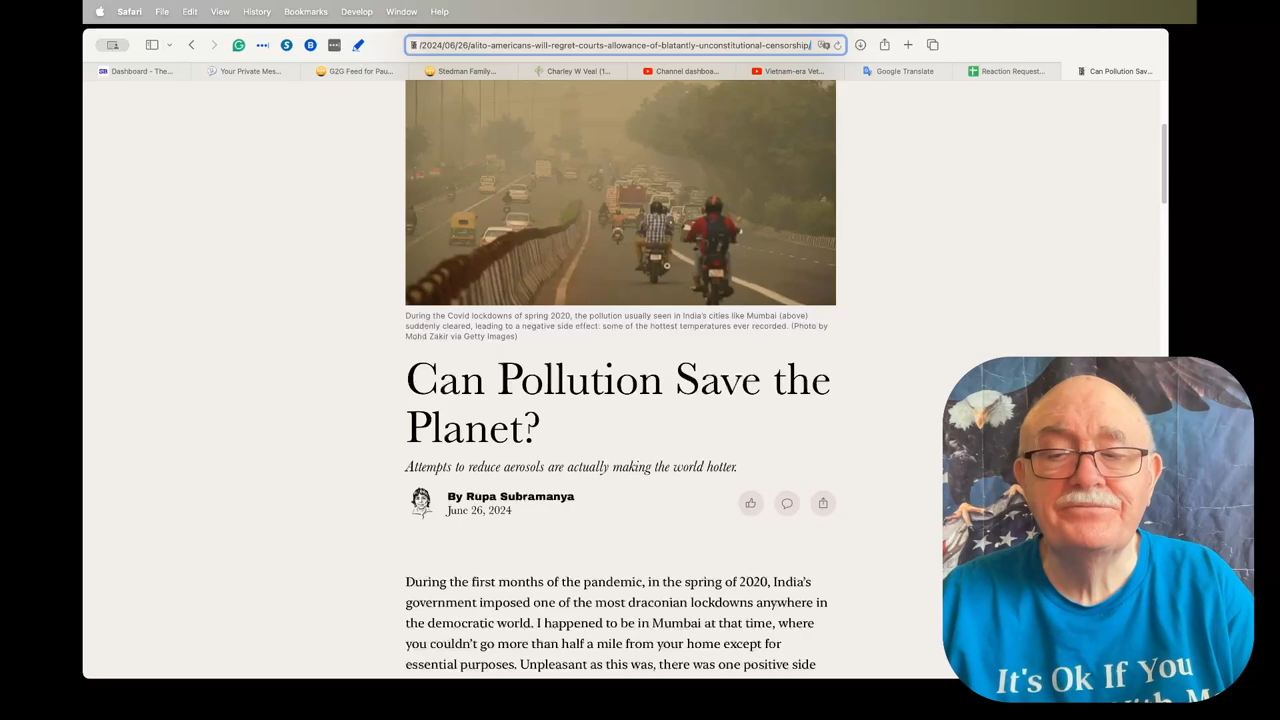 Safari File Edit View History Bookmarks Develop Window Help
/2024/06/26/alito-americans-will-regret-courts-allowance-of-blatantly-unconstitutional-censorship/
Dashboard - The... Your Private Mes... G2G Feed for Pau... Stedman Family... Charley W Veal (1... Channel dashboa... Vietnam-era Vet... Google Translate Reaction Request... Can Pollution Sav...
During the Covid lockdowns of spring 2020, the pollution usually seen in India's cities like Mumbai (above)
suddenly cleared, leading to a negative side effect: some of the hottest temperatures ever recorded. (Photo by
Mohd Zakir via Getty Images)
Can Pollution Save the
Planet?
Attempts to reduce aerosols are actually making the world hotter.
By Rupa Subramanya
June 26, 2024
During the first months of the pandemic, in the spring of 2020, India's
government imposed one of the most draconian lockdowns anywhere in
the democratic world. I happened to be in Mumbai at that time, where
you couldn't go more than half a mile from your home except for
essential purposes. Unpleasant as this was, there was one positive side
It's Ok If You
With M